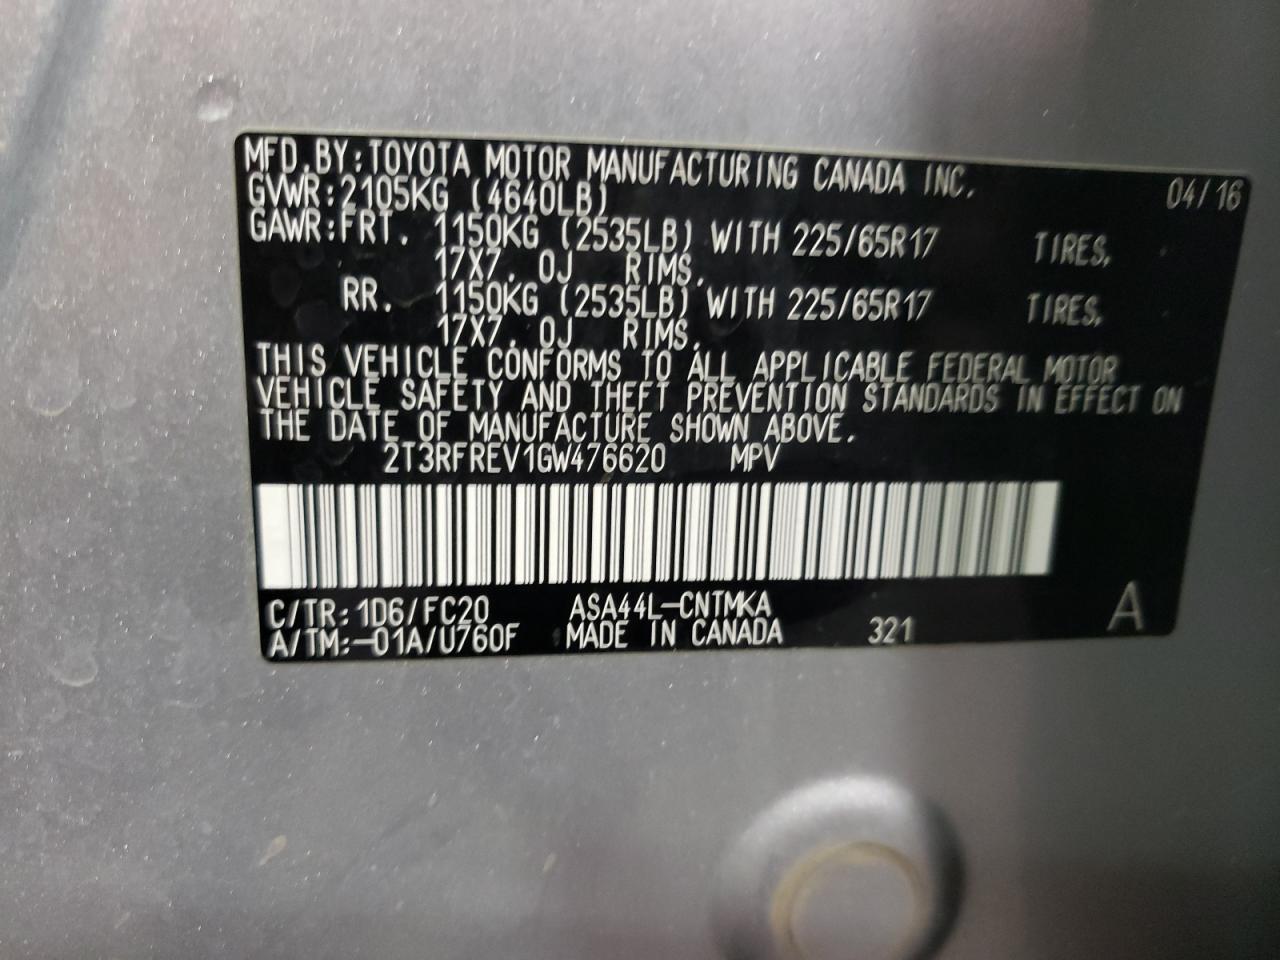 MFD.BY:TOYOTA MOTOR MANUFACTURING CANADA INC. 04/16
GVWR:2105KG (4640LB)
GAWR:FRT. 1150KG (2535LB) WITH 225/65R17 TIRES,
17X7.0J RIMS,
RR. 1150KG (2535LB) WITH 225/65R17 TIRES,
17X7.0J RIMS,
THIS VEHICLE CONFORMS TO ALL APPLICABLE FEDERAL MOTOR
VEHICLE SAFETY AND THEFT PREVENTION STANDARDS IN EFFECT ON
THE DATE OF MANUFACTURE SHOWN ABOVE.
2T3RFREV1GW476620 MPV
C/TR:1D6/FC20 ASA44L-CNTMKA A
A/TM:-01A/U760F MADE IN CANADA 321